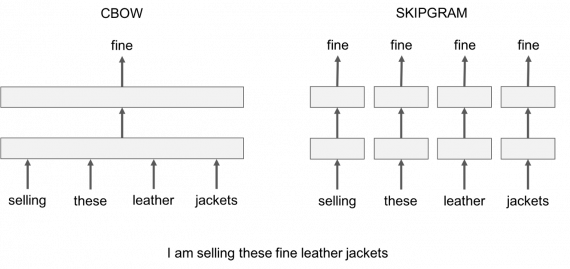 CBOW SKIPGRAM
fine fine fine fine fine
selling these leather jackets selling these leather jackets
I am selling these fine leather jackets